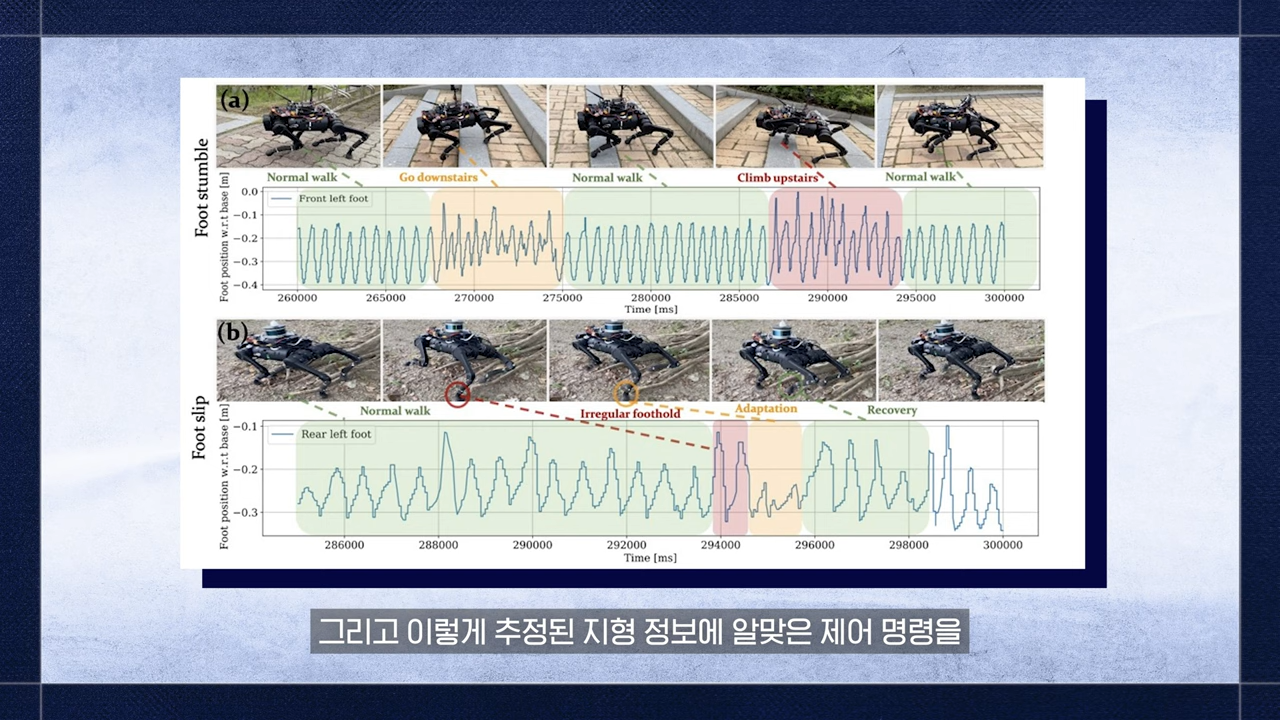 (a)
Foot stumble
Normal walk
Go downstairs
Normal walk
Climb upstairs
Normal walk
Foot position w.r.t base [m]
Front left foot
0.0
−0.1
−0.2
−0.3
−0.4
260000 265000 270000 275000 280000 285000 290000 295000 300000
Time [ms]
(b)
Foot slip
Normal walk
Irregular foothold
Adaptation
Recovery
Foot position w.r.t base [m]
Rear left foot
−0.1
−0.2
−0.3
286000 288000 290000 292000 294000 296000 298000 300000
Time [ms]
그리고 이렇게 추정된 지형 정보에 알맞은 제어 명령을